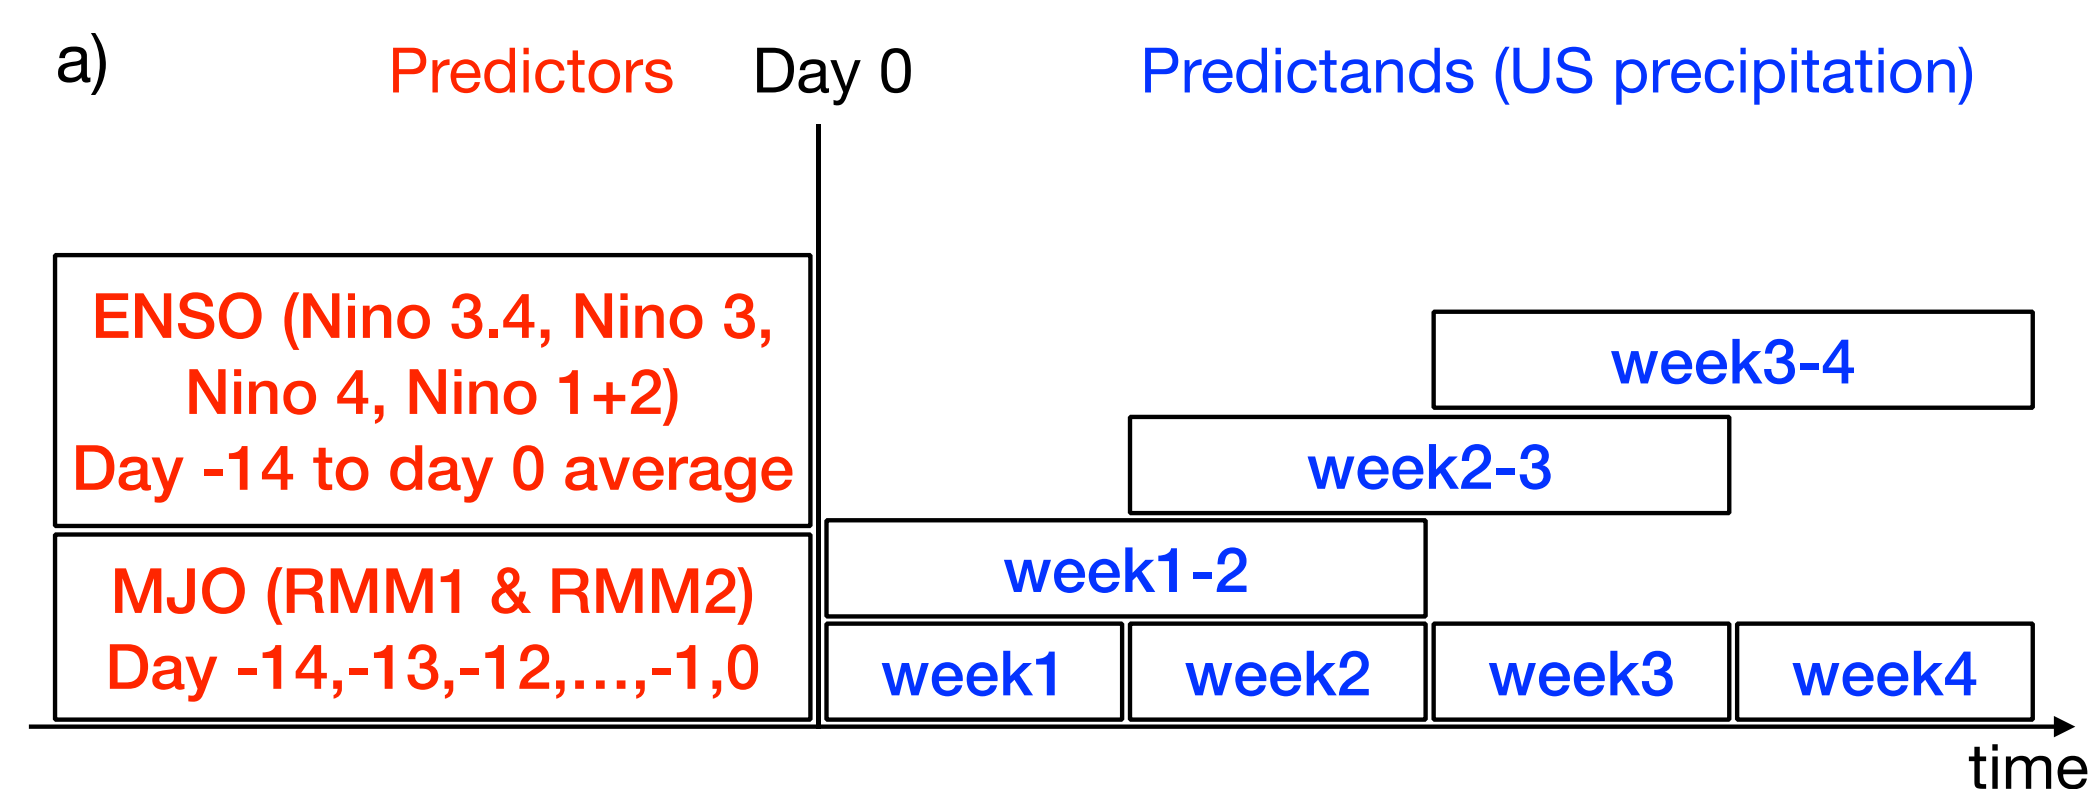 a)
Predictors
Day 0
Predictands (US precipitation)
ENSO (Nino 3.4, Nino 3,
Nino 4, Nino 1+2)
Day -14 to day 0 average
MJO (RMM1 & RMM2)
Day -14,-13,-12,...,-1,0
week3-4
week2-3
week1-2
week1
week2
week3
week4
time